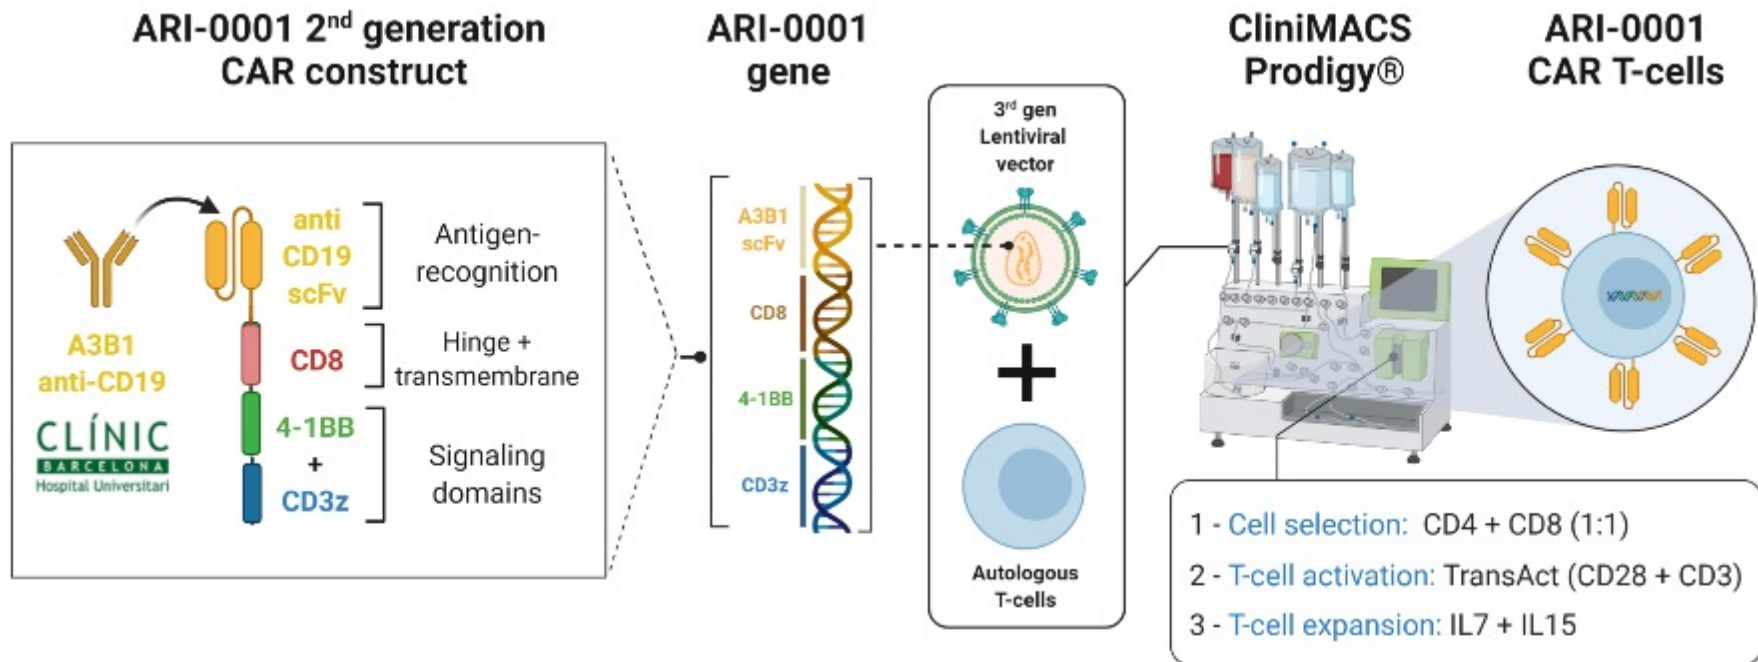 ARI-0001 2nd generation
CAR construct
anti
CD19
scFv
Antigen-
recognition
A3B1
anti-CD19
CD8
Hinge +
transmembrane
CLÍNIC
BARCELONA
Hospital Universitari
4-1BB
+
CD3z
Signaling
domains
ARI-0001
gene
A3B1
scFv
CD8
4-1BB
CD3z
3rd gen
Lentiviral
vector
Autologous
T-cells
CliniMACS
Prodigy®
ARI-0001
CAR T-cells
1 - Cell selection: CD4 + CD8 (1:1)
2 - T-cell activation: TransAct (CD28 + CD3)
3 - T-cell expansion: IL7 + IL15